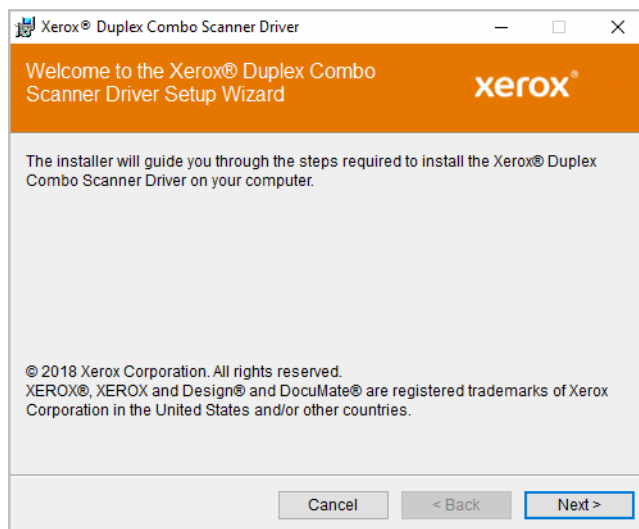 Xerox® Duplex Combo Scanner Driver
Welcome to the Xerox® Duplex Combo
Scanner Driver Setup Wizard
xerox®
The installer will guide you through the steps required to install the Xerox® Duplex
Combo Scanner Driver on your computer.
© 2018 Xerox Corporation. All rights reserved.
XEROX®, XEROX and Design® and DocuMate® are registered trademarks of Xerox
Corporation in the United States and/or other countries.
Cancel
< Back
Next >